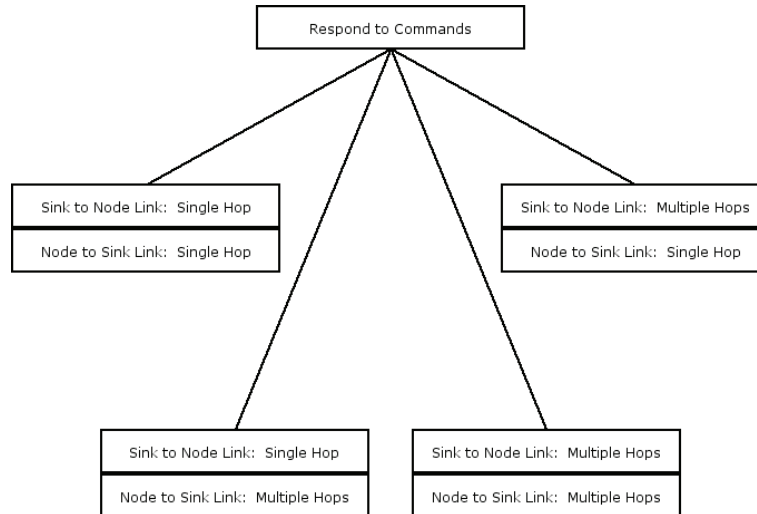 Respond to Commands
Sink to Node Link: Single Hop
Node to Sink Link: Single Hop
Sink to Node Link: Multiple Hops
Node to Sink Link: Single Hop
Sink to Node Link: Single Hop
Node to Sink Link: Multiple Hops
Sink to Node Link: Multiple Hops
Node to Sink Link: Multiple Hops